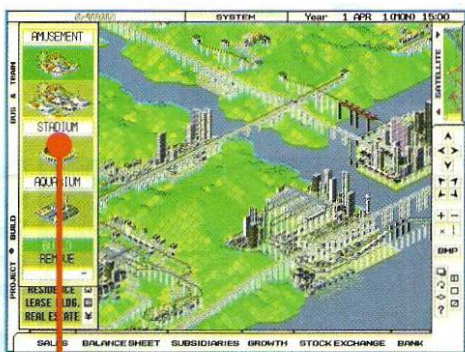 SYSTEM
Year 1 APR 1(MON) 15:00
AMUSEMENT
STADIUM
AQUARIUM
BUILD
REMOVE
RESIDENCE
LEASE BLDG.
REAL ESTATE ¥
BUS & TRAIN
PROJECT ◆ BUILD
SATELLITE
BMP
?
SALES BALANCE SHEET SUBSIDIARIES GROWTH STOCK EXCHANGE BANK